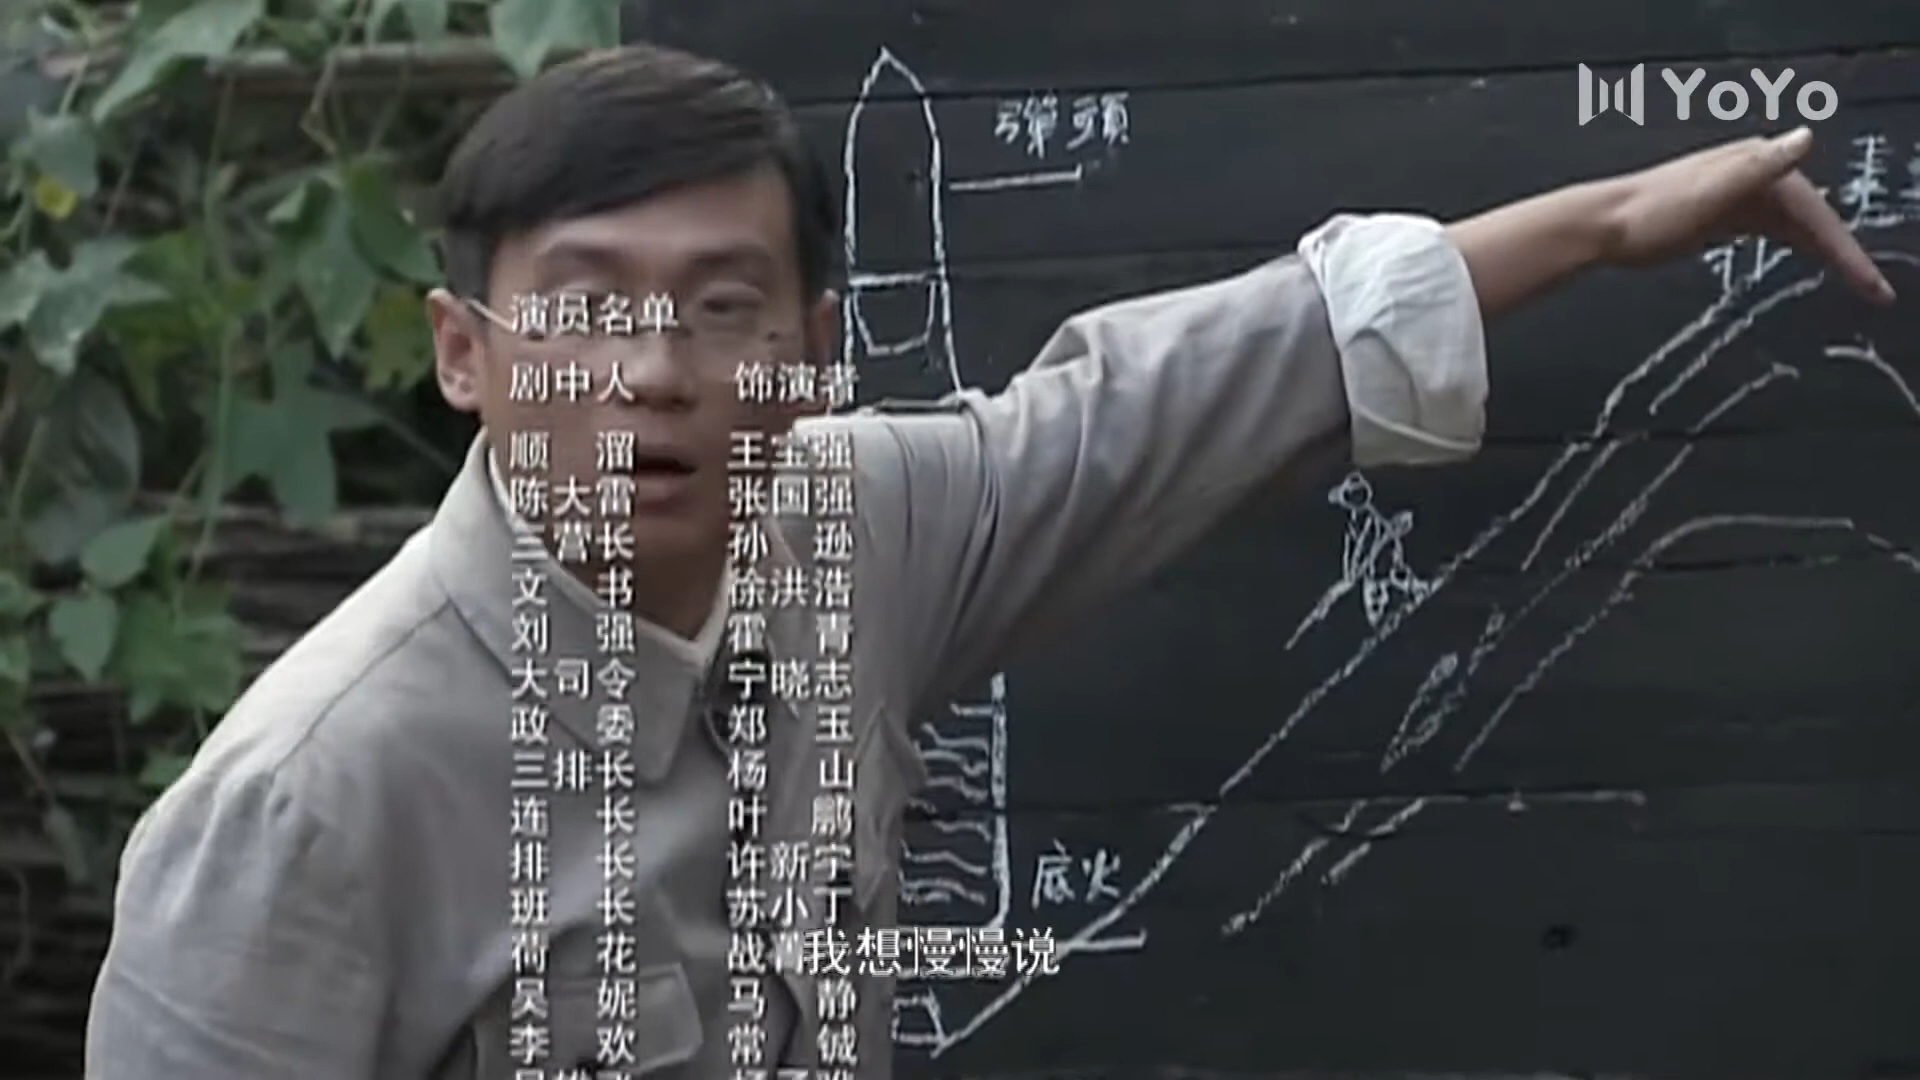 YoYo
彈頭
演员名单
剧中人 饰演者
顺溜 王宝强
陈大雷 张国强
三营长 孙逊
文书 徐洪浩
刘强 霍青
大司令 宁晓志
政委 郑玉
三排长 杨山
连长 叶鹏
排长 许新宇
班长 苏小丁
底火
荷花 战菁
我想慢慢说
吴妮 马静
李欢 常铖